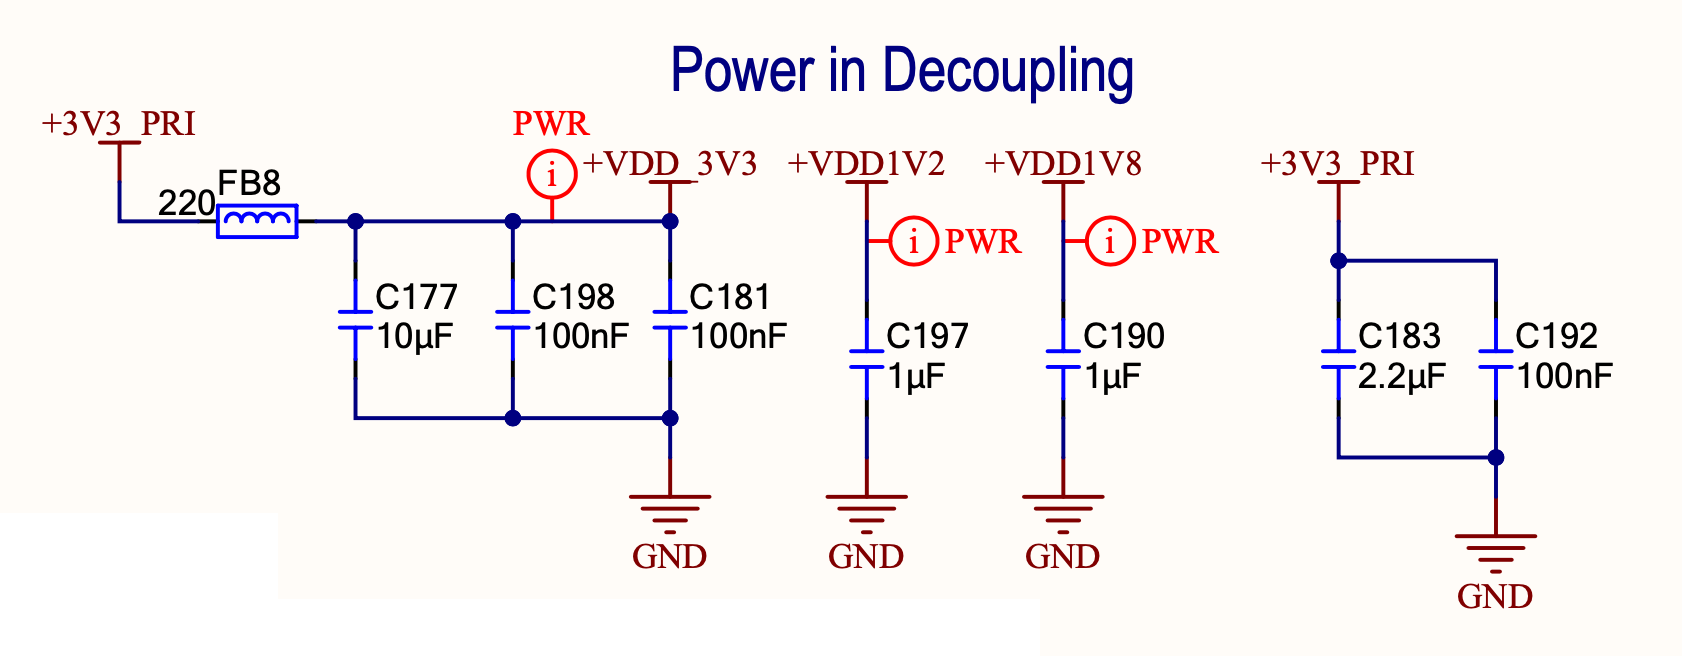 Power in Decoupling
+3V3_PRI
PWR
i
+VDD_3V3
+VDD1V2
+VDD1V8
+3V3_PRI
220
FB8
i PWR
i PWR
C177
10µF
C198
100nF
C181
100nF
C197
1µF
C190
1µF
C183
2.2µF
C192
100nF
GND
GND
GND
GND